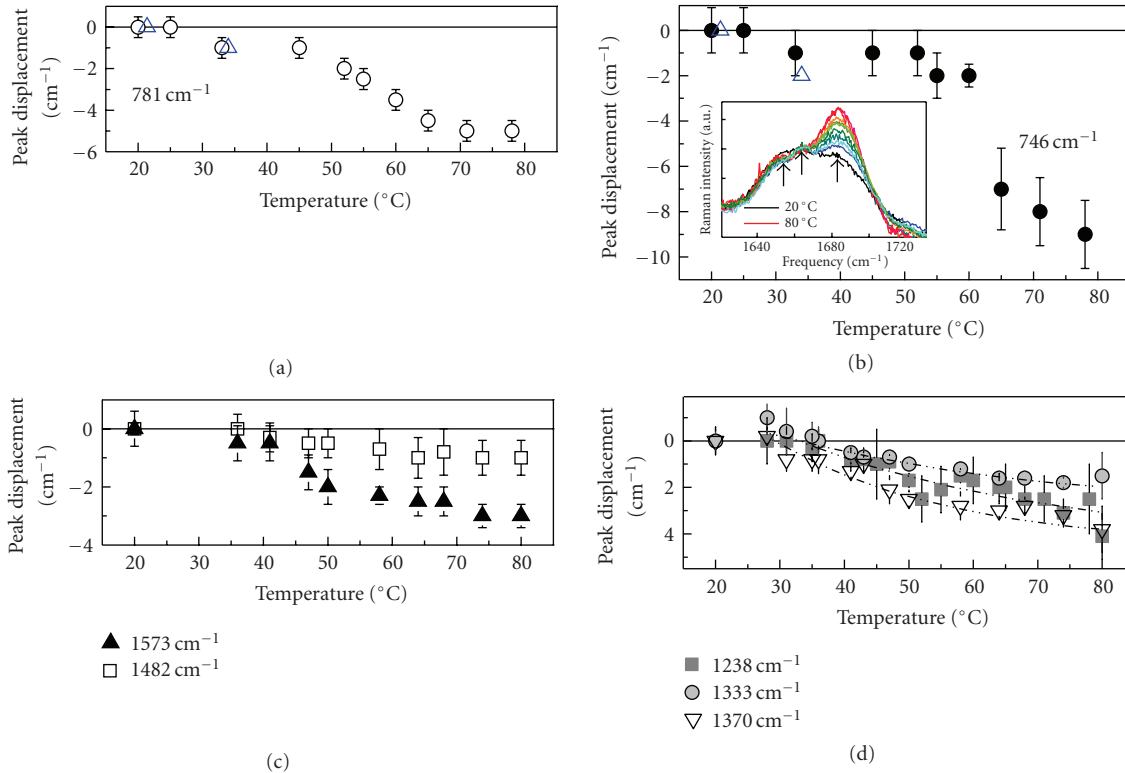 0
−2
−4
−6
Peak displacement
(cm⁻¹)
781 cm⁻¹
20 30 40 50 60 70 80
Temperature (°C)
(a)
0
−2
−4
−6
−8
−10
Peak displacement (cm⁻¹)
746 cm⁻¹
Raman intensity (a.u.)
20 °C
80 °C
1640 1680 1720
Frequency (cm⁻¹)
20 30 40 50 60 70 80
Temperature (°C)
(b)
0
−2
−4
Peak displacement
(cm⁻¹)
20 30 40 50 60 70 80
Temperature (°C)
1573 cm⁻¹
1482 cm⁻¹
(c)
0
2
4
Peak displacement
(cm⁻¹)
20 30 40 50 60 70 80
Temperature (°C)
1238 cm⁻¹
1333 cm⁻¹
1370 cm⁻¹
(d)